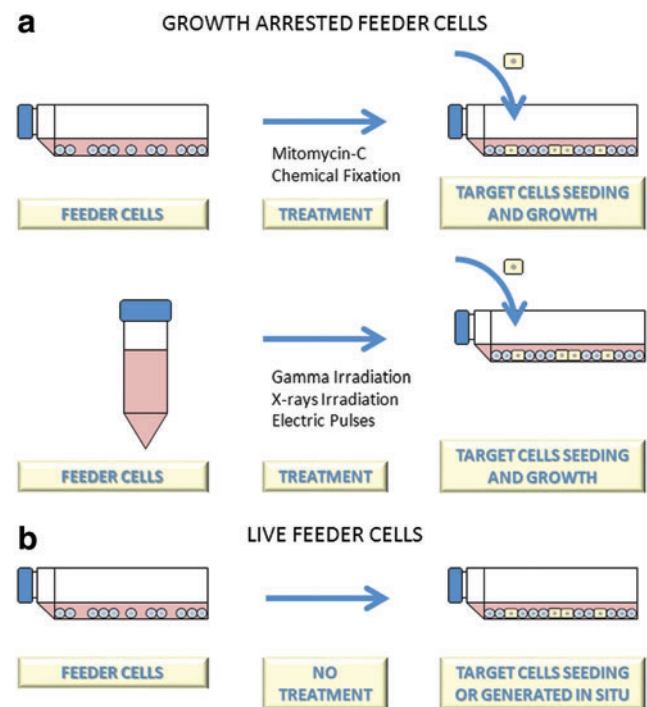 a
GROWTH ARRESTED FEEDER CELLS
Mitomycin-C
Chemical Fixation
FEEDER CELLS
TREATMENT
TARGET CELLS SEEDING
AND GROWTH
Gamma Irradiation
X-rays Irradiation
Electric Pulses
FEEDER CELLS
TREATMENT
TARGET CELLS SEEDING
AND GROWTH
b
LIVE FEEDER CELLS
FEEDER CELLS
NO
TREATMENT
TARGET CELLS SEEDING
OR GENERATED IN SITU